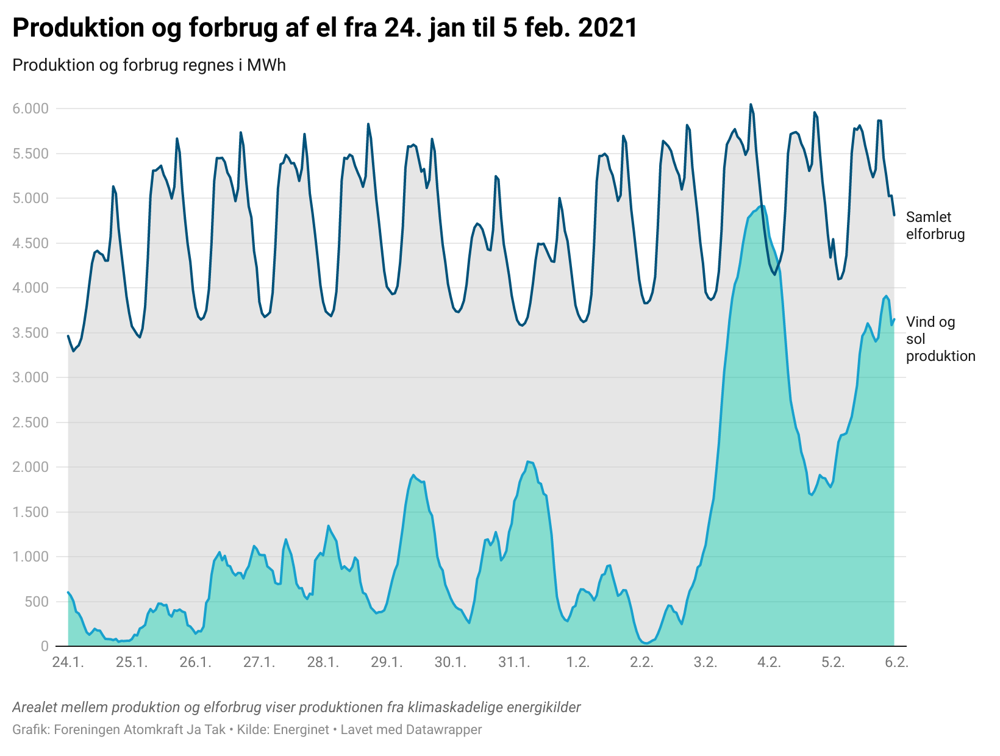 Produktion og forbrug af el fra 24. jan til 5 feb. 2021
Produktion og forbrug regnes i MWh
6.000
5.500
5.000
4.500
4.000
3.500
3.000
2.500
2.000
1.500
1.000
500
0
Samlet
elforbrug
Vind og
sol
produktion
24.1. 25.1. 26.1. 27.1. 28.1. 29.1. 30.1. 31.1. 1.2. 2.2. 3.2. 4.2. 5.2. 6.2.
Arealet mellem produktion og elforbrug viser produktionen fra klimaskadelige energikilder
Grafik: Foreningen Atomkraft Ja Tak • Kilde: Energinet • Lavet med Datawrapper